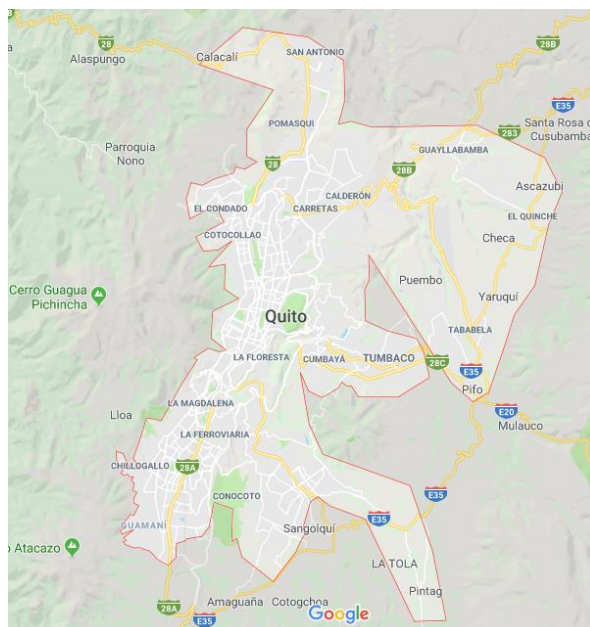 28
28B
Calacalí
SAN ANTONIO
Alaspungo
E35
Santa Rosa de
Cusubamba
POMASQUI
283
Parroquia
Nono
GUAYLLABAMBA
28
28B
Ascazubi
CALDERÓN
EL CONDADO
CARRETAS
EL QUINCHE
COTOCOLLAO
Checa
Puembo
Cerro Guagua
Pichincha
Yaruquí
Quito
TABABELA
LA FLORESTA
CUMBAYÁ
TUMBACO
28C
E35
Pifo
LA MAGDALENA
E20
Mulauco
Lloa
LA FERROVIARIA
CHILLOGALLO
28A
CONOCOTO
E35
GUAMANI
E35
Sangolquí
Atacazo
LA TOLA
Pintag
Amaguaña
Cotogchoa
28A
E35
Google